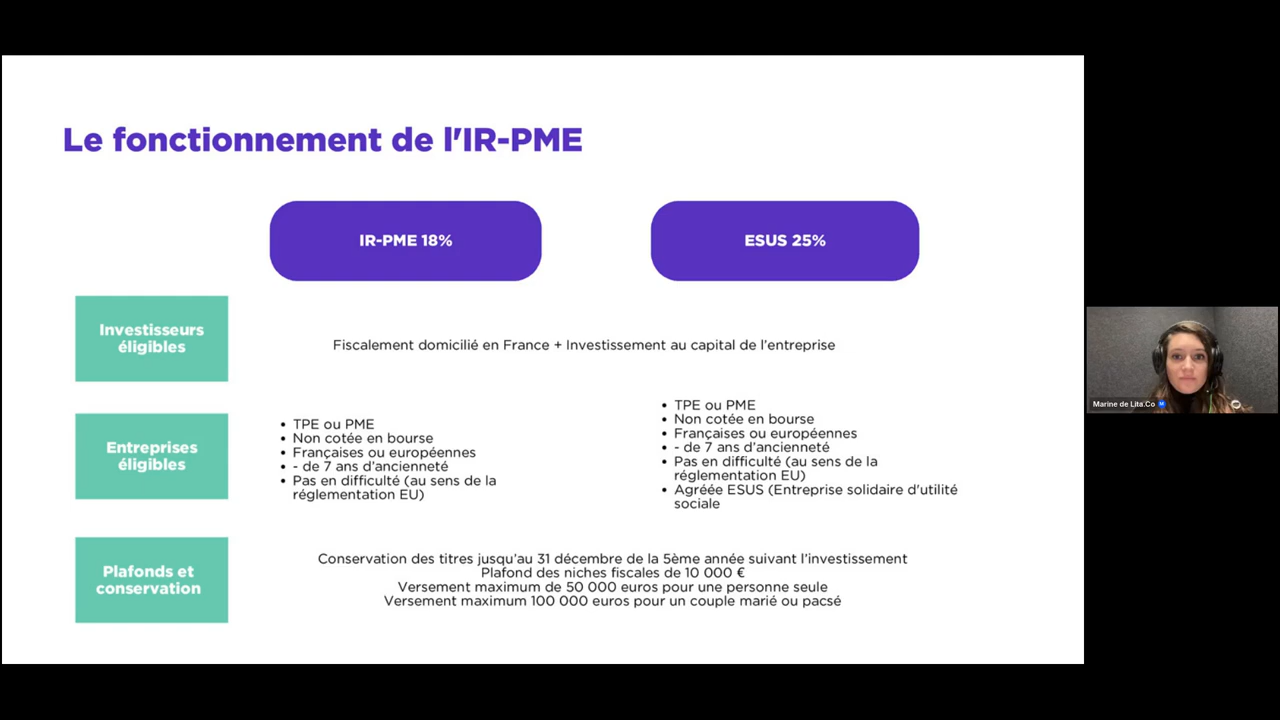 Le fonctionnement de l'IR-PME
IR-PME 18%
ESUS 25%
Investisseurs
éligibles
Fiscalement domicilié en France + Investissement au capital de l'entreprise
Entreprises
éligibles
• TPE ou PME
• Non cotée en bourse
• Françaises ou européennes
• - de 7 ans d'ancienneté
• Pas en difficulté (au sens de la
réglementation EU)
• TPE ou PME
• Non cotée en bourse
• Françaises ou européennes
• - de 7 ans d'ancienneté
• Pas en difficulté (au sens de la
réglementation EU)
• Agréée ESUS (Entreprise solidaire d'utilité
sociale
Plafonds et
conservation
Conservation des titres jusqu'au 31 décembre de la 5ème année suivant l'investissement
Plafond des niches fiscales de 10 000 €
Versement maximum de 50 000 euros pour une personne seule
Versement maximum 100 000 euros pour un couple marié ou pacsé
Marine de Lita.Co